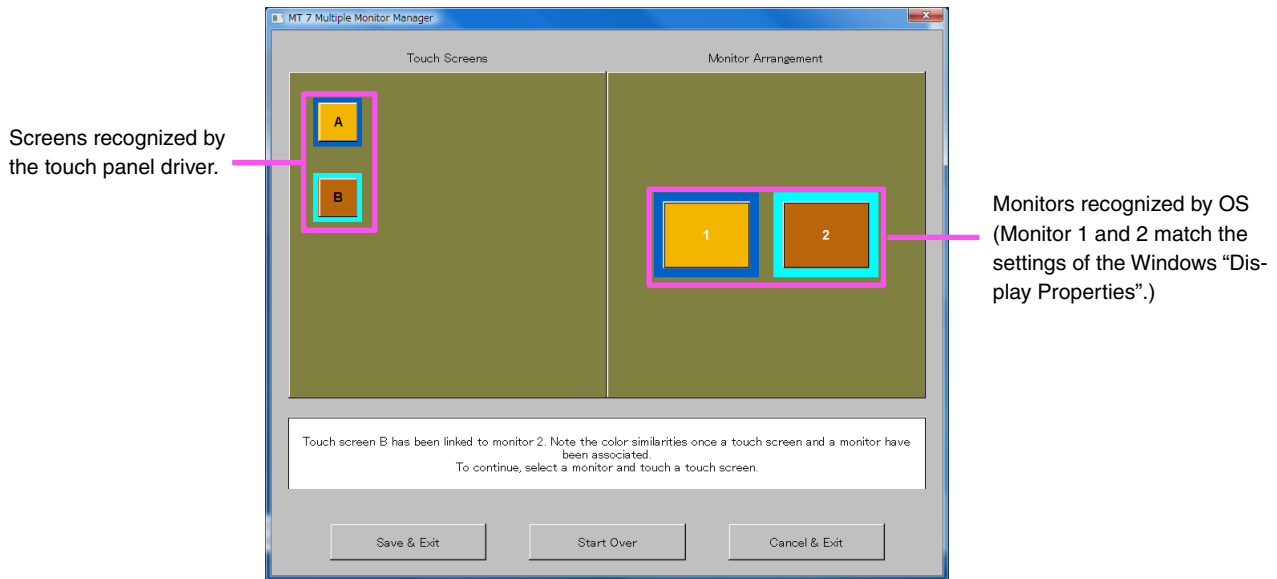 MT 7 Multiple Monitor Manager
Touch Screens
Monitor Arrangement
Screens recognized by
the touch panel driver.
A
B
1
2
Monitors recognized by OS
(Monitor 1 and 2 match the
settings of the Windows “Dis-
play Properties”.)
Touch screen B has been linked to monitor 2. Note the color similarities once a touch screen and a monitor have
been associated.
To continue, select a monitor and touch a touch screen.
Save & Exit
Start Over
Cancel & Exit